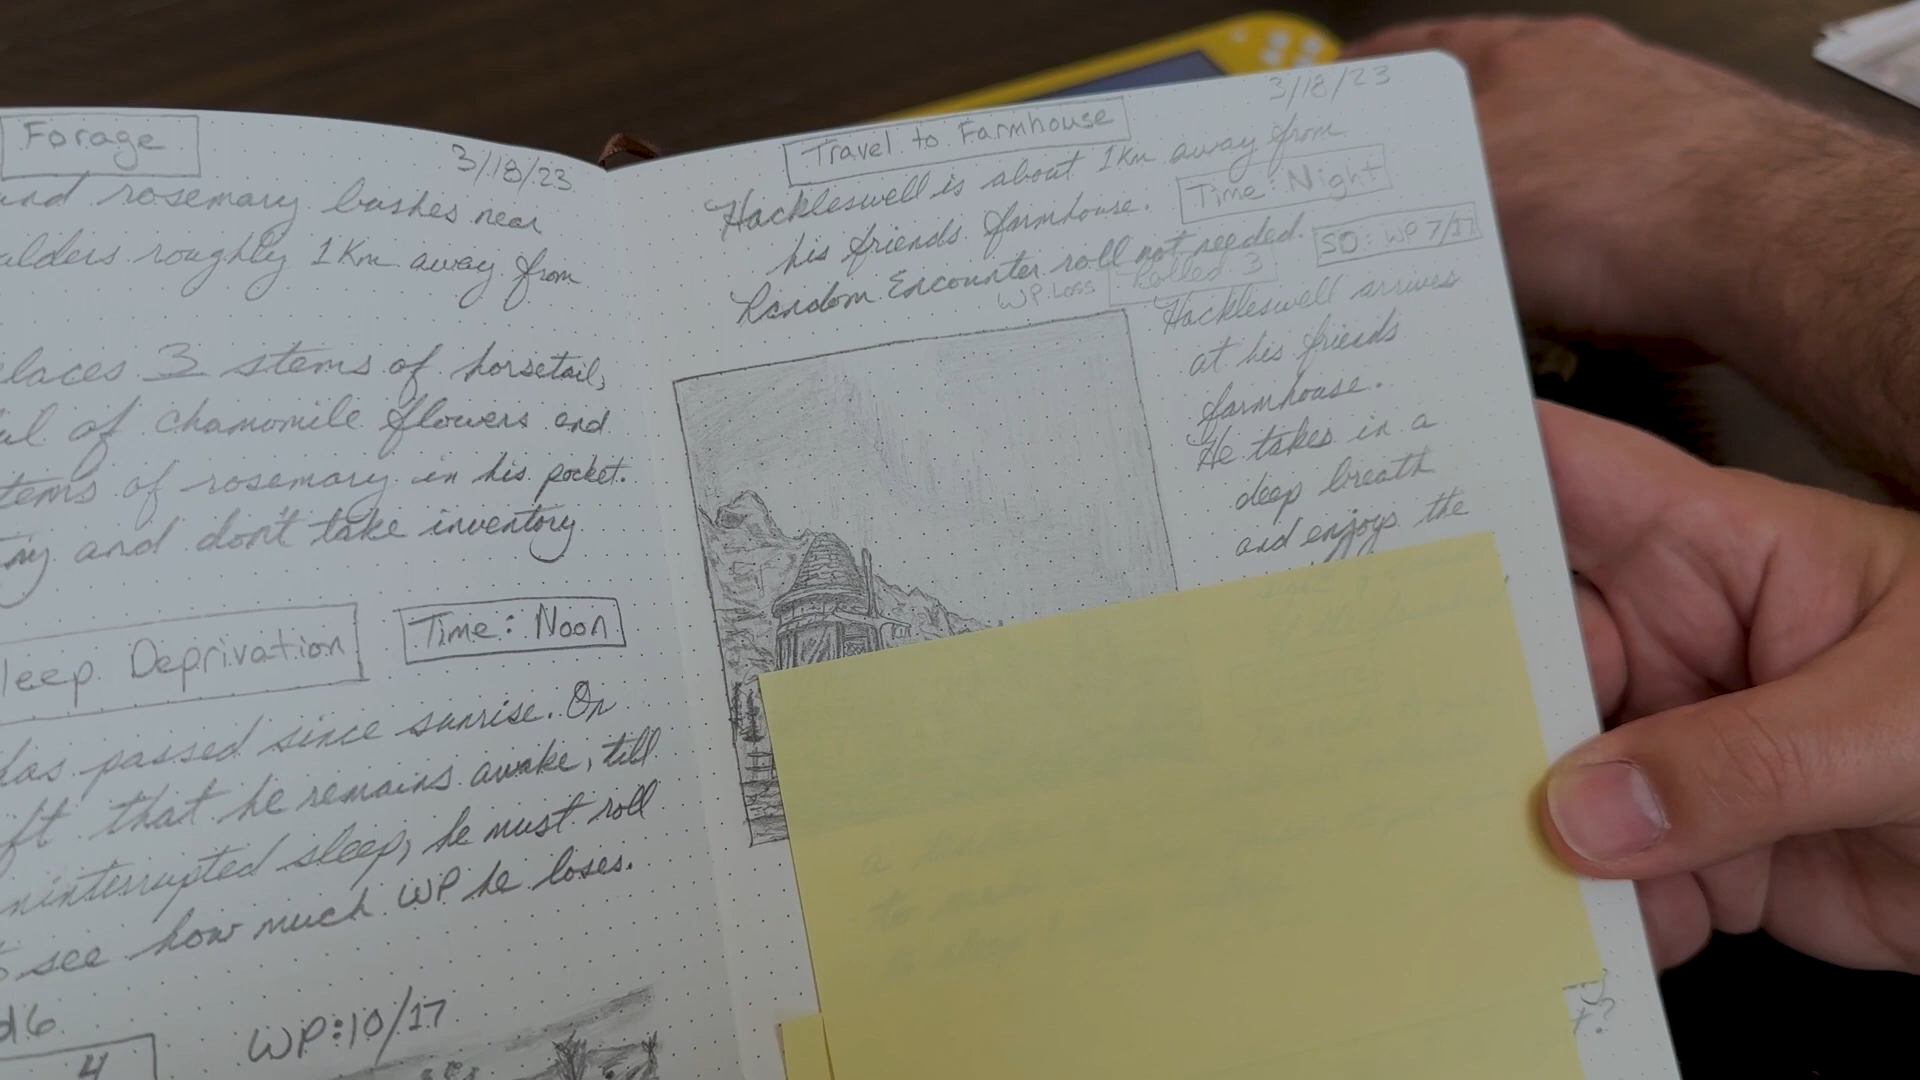 Forage
3/18/23
and rosemary bushes near
roughly 1Km away from
3 stems of horsetail,
of chamomile flowers and
of rosemary in his pocket.
and don't take inventory
Deprivation
Time: Noon
has passed since sunrise. On
that he remains awake, till
sleep, he must roll
see how much WP he loses.
d6
4
WP:10/17
3/18/23
Travel to Farmhouse
Hackleswell is about 1Km away from
his friends farmhouse.
Time: Night
Random Encounter roll not needed.
SD: WP 7/17
WP Loss
Rolled 3
Hackleswell arrives
at his friends
farmhouse.
He takes in a
deep breath
and enjoys the